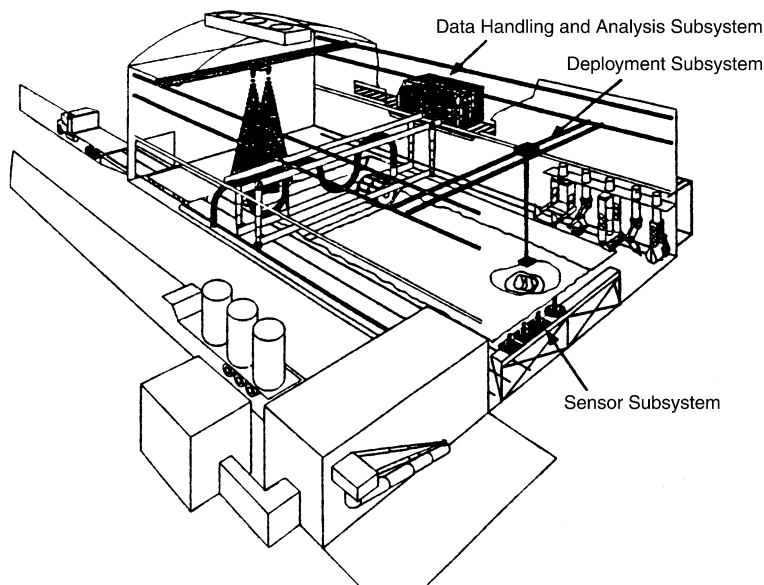 Data Handling and Analysis Subsystem
Deployment Subsystem
Sensor Subsystem